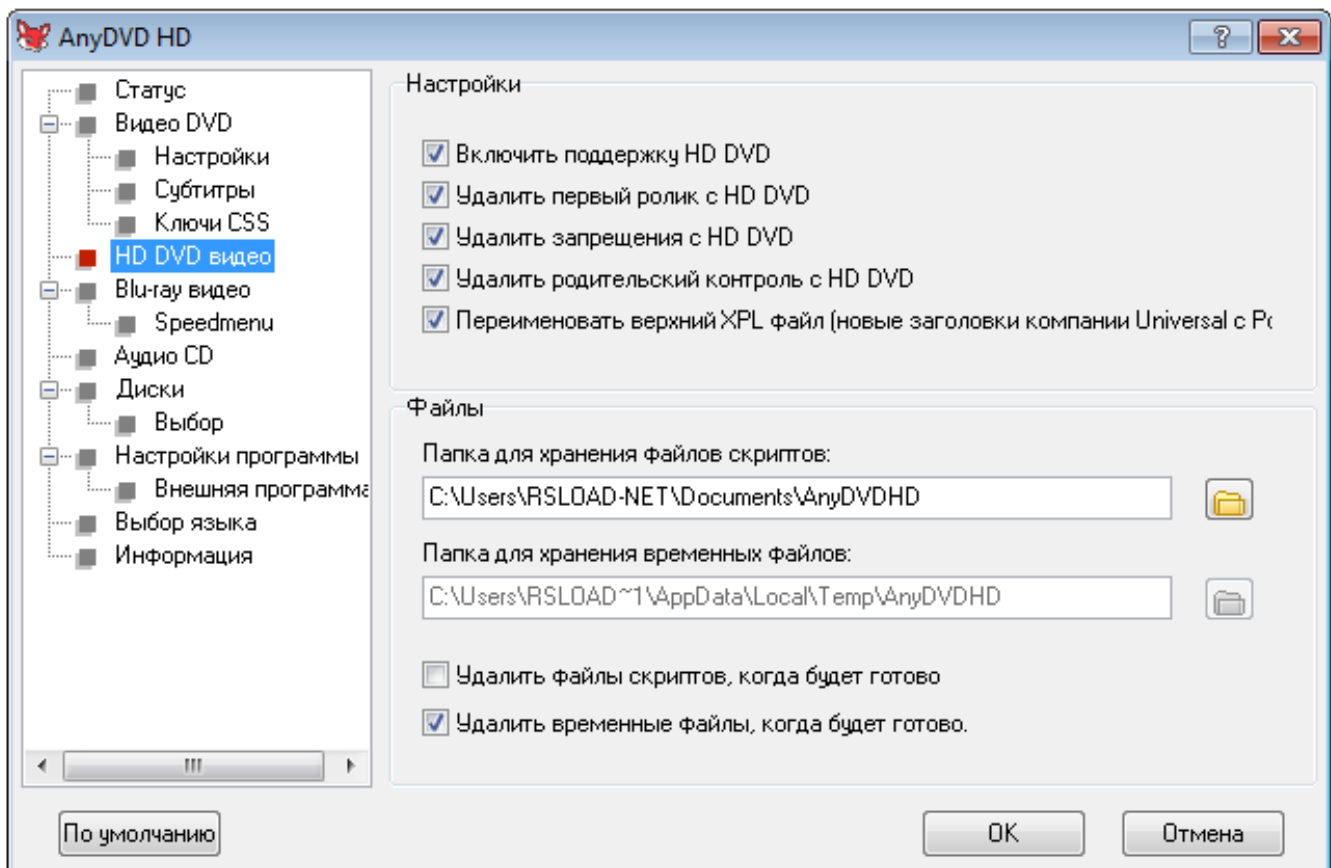 AnyDVD HD
Статус
Видео DVD
Настройки
Субтитры
Ключи CSS
HD DVD видео
Blu-ray видео
Speedmenu
Аудио CD
Диски
Выбор
Настройки программы
Внешняя программа
Выбор языка
Информация
Настройки
Включить поддержку HD DVD
Удалить первый ролик с HD DVD
Удалить запрещения с HD DVD
Удалить родительский контроль с HD DVD
Переименовать верхний XPL файл (новые заголовки компании Universal с Po
Файлы
Папка для хранения файлов скриптов:
C:\Users\RSLOAD-NET\Documents\AnyDVDHD
Папка для хранения временных файлов:
C:\Users\RSLOAD~1\AppData\Local\Temp\AnyDVDHD
Удалить файлы скриптов, когда будет готово
Удалить временные файлы, когда будет готово.
По умолчанию
OK
Отмена